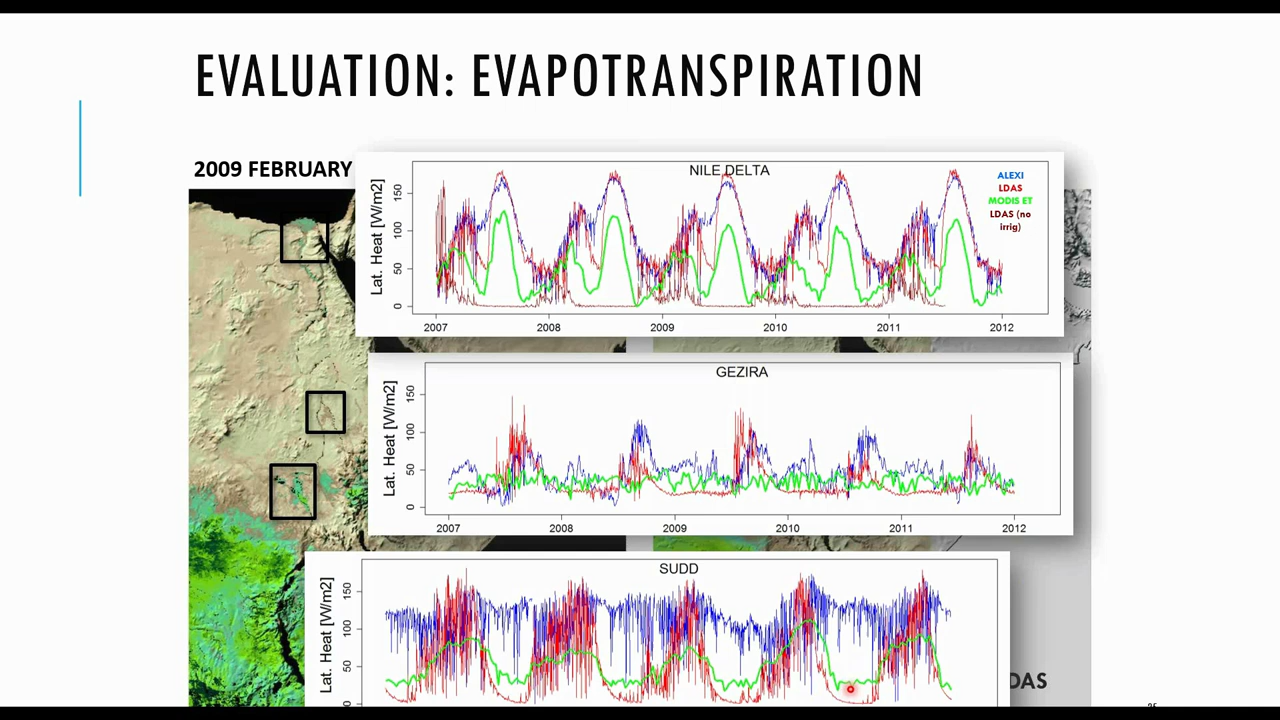 EVALUATION: EVAPOTRANSPIRATION
2009 FEBRUARY
NILE DELTA
ALEXI
LDAS
MODIS ET
LDAS (no
irrig)
Lat. Heat [W/m2]
150
100
50
0
2007 2008 2009 2010 2011 2012
GEZIRA
Lat. Heat [W/m2]
150
100
50
0
2007 2008 2009 2010 2011 2012
SUDD
Lat. Heat [W/m2]
150
100
50
0
DAS